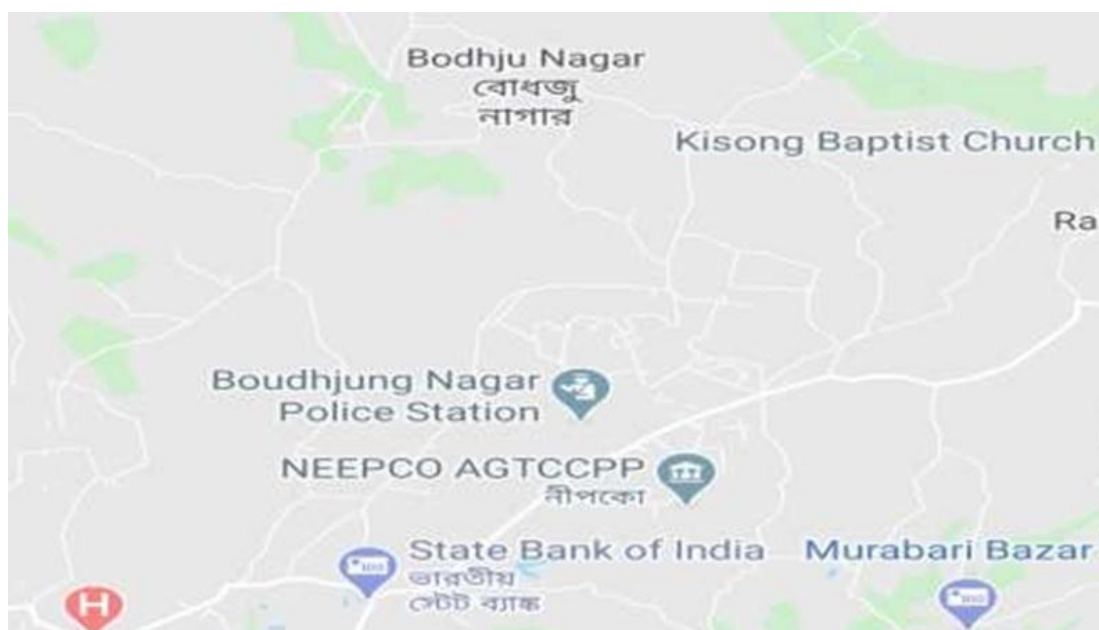 Bodhju Nagar
বোধজু
নাগার
Kisong Baptist Church
Ra
Boudhjung Nagar
Police Station
NEEPCO AGTCCPP
নীপকো
State Bank of India
ভারতীয়
স্টেট ব্যাঙ্ক
Murabari Bazar
H